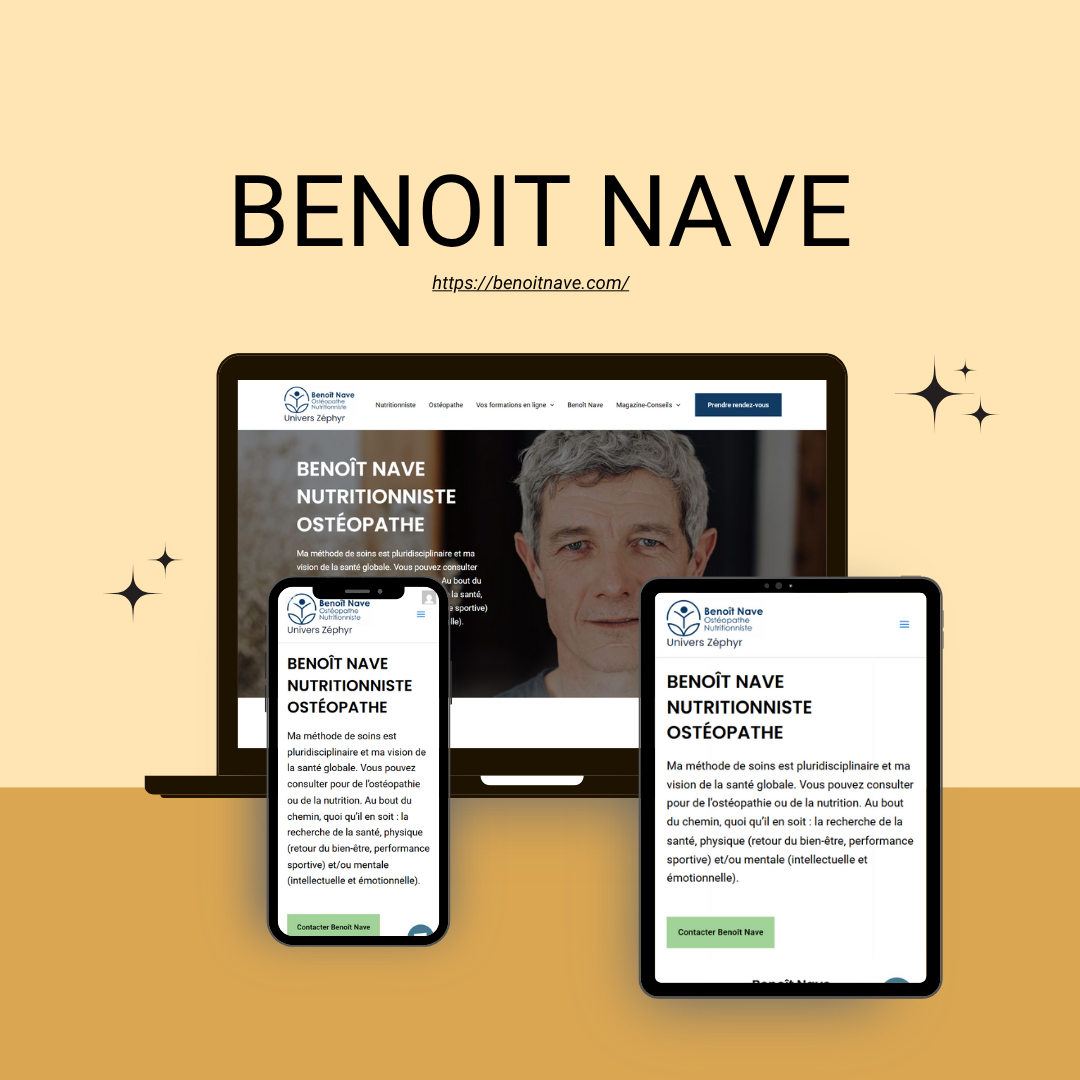 BENOIT NAVE
https://benoitnave.com/
Benoît Nave
Ostéopathe
Nutritionniste
Univers Zéphyr
Nutritionniste Ostéopathe Vos formations en ligne Benoît Nave Magazine-Conseils Prendre rendez-vous
BENOÎT NAVE
NUTRITIONNISTE
OSTÉOPATHE
Ma méthode de soins est pluridisciplinaire et ma
vision de la santé globale. Vous pouvez consulter
Au bout du
la santé,
sportive)
Benoît Nave
Ostéopathe
Nutritionniste
Univers Zéphyr
BENOÎT NAVE
NUTRITIONNISTE
OSTÉOPATHE
Ma méthode de soins est
pluridisciplinaire et ma vision de
la santé globale. Vous pouvez
consulter pour de l'ostéopathie
ou de la nutrition. Au bout du
chemin, quoi qu'il en soit : la
recherche de la santé, physique
(retour du bien-être, performance
sportive) et/ou mentale
(intellectuelle et émotionnelle).
Contacter Benoît Nave
Benoît Nave
Ostéopathe
Nutritionniste
Univers Zéphyr
BENOÎT NAVE
NUTRITIONNISTE
OSTÉOPATHE
Ma méthode de soins est pluridisciplinaire et ma
vision de la santé globale. Vous pouvez consulter
pour de l'ostéopathie ou de la nutrition. Au bout
du chemin, quoi qu'il en soit : la recherche de la
santé, physique (retour du bien-être, performance
sportive) et/ou mentale (intellectuelle et
émotionnelle).
Contacter Benoît Nave
Benoît Nave